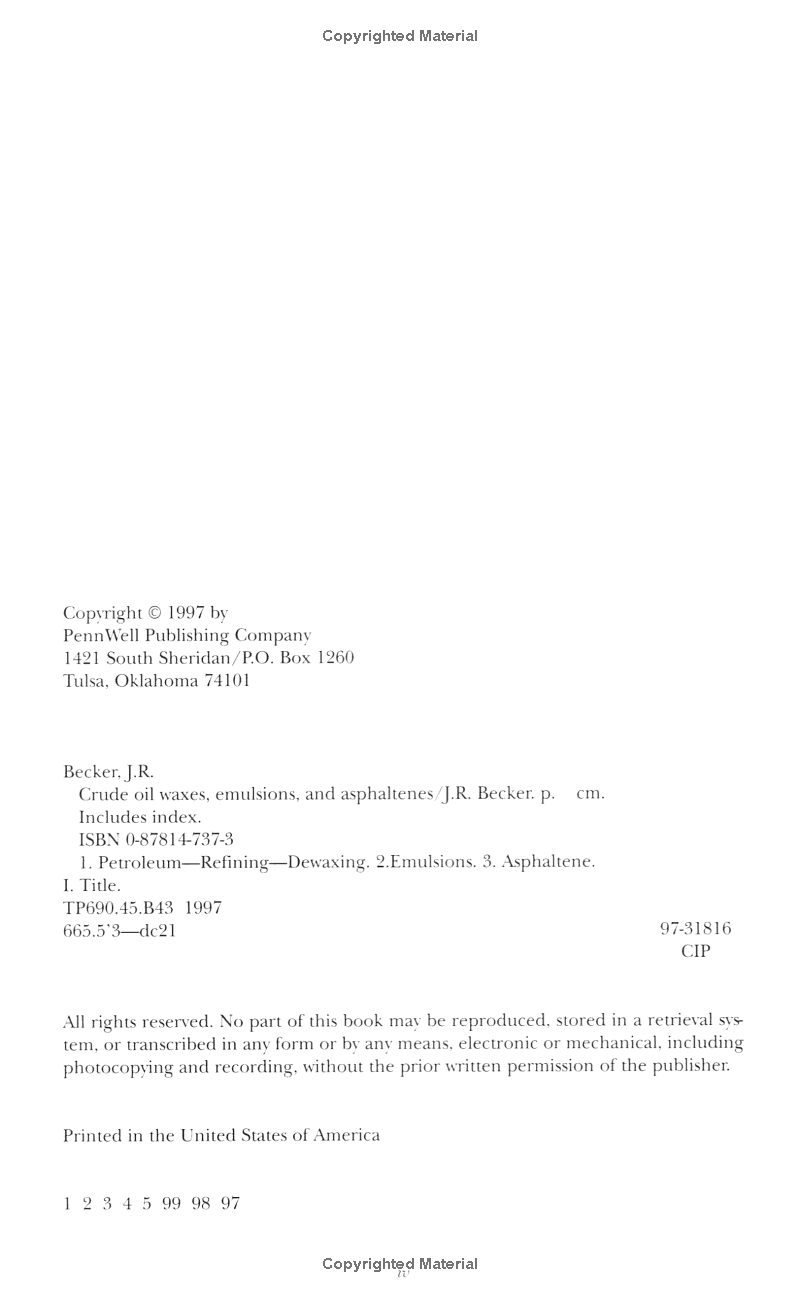 Copyrighted Material
Copyright © 1997 by
PennWell Publishing Company
1421 South Sheridan/P.O. Box 1260
Tulsa, Oklahoma 74101
Becker, J.R.
Crude oil waxes, emulsions, and asphaltenes/J.R. Becker. p. cm.
Includes index.
ISBN 0-87814-737-3
1. Petroleum—Refining—Dewaxing. 2.Emulsions. 3. Asphaltene.
I. Title.
TP690.45.B43 1997
665.5'3—dc21 97-31816
CIP
All rights reserved. No part of this book may be reproduced, stored in a retrieval sys-
tem, or transcribed in any form or by any means, electronic or mechanical, including
photocopying and recording, without the prior written permission of the publisher.
Printed in the United States of America
1 2 3 4 5 99 98 97
Copyrighted Material
iv